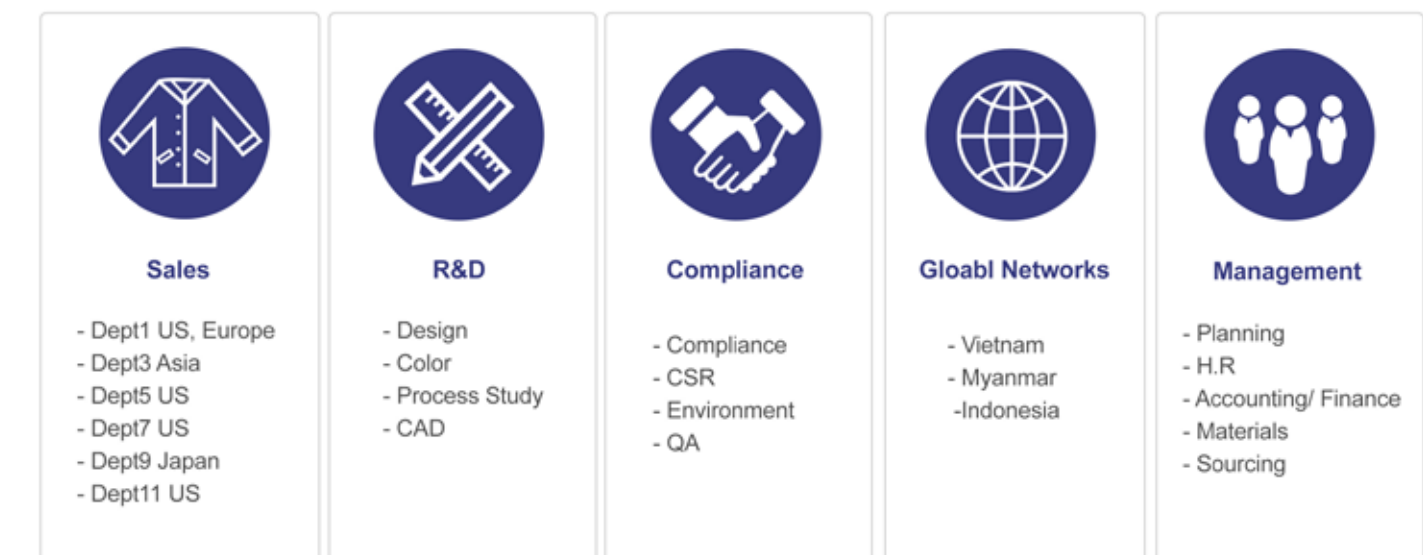 Sales
- Dept1 US, Europe
- Dept3 Asia
- Dept5 US
- Dept7 US
- Dept9 Japan
- Dept11 US
R&D
- Design
- Color
- Process Study
- CAD
Compliance
- Compliance
- CSR
- Environment
- QA
Gloabl Networks
- Vietnam
- Myanmar
-Indonesia
Management
- Planning
- H.R
- Accounting/ Finance
- Materials
- Sourcing